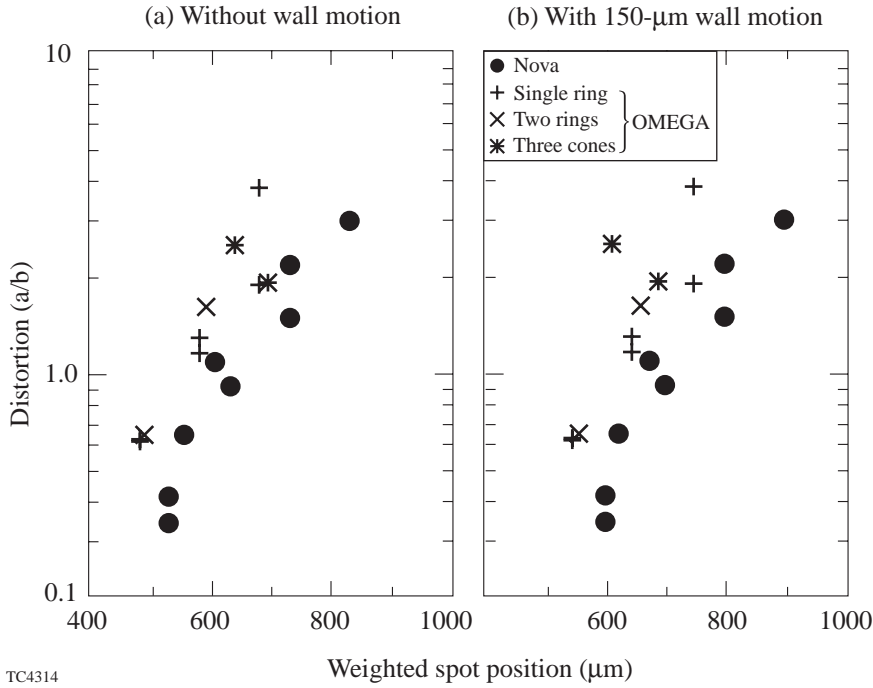 (a) Without wall motion
(b) With 150-µm wall motion
10
1.0
0.1
Distortion (a/b)
Nova
Single ring
Two rings
OMEGA
Three cones
400
600
800
1000
600
800
1000
Weighted spot position (µm)
TC4314